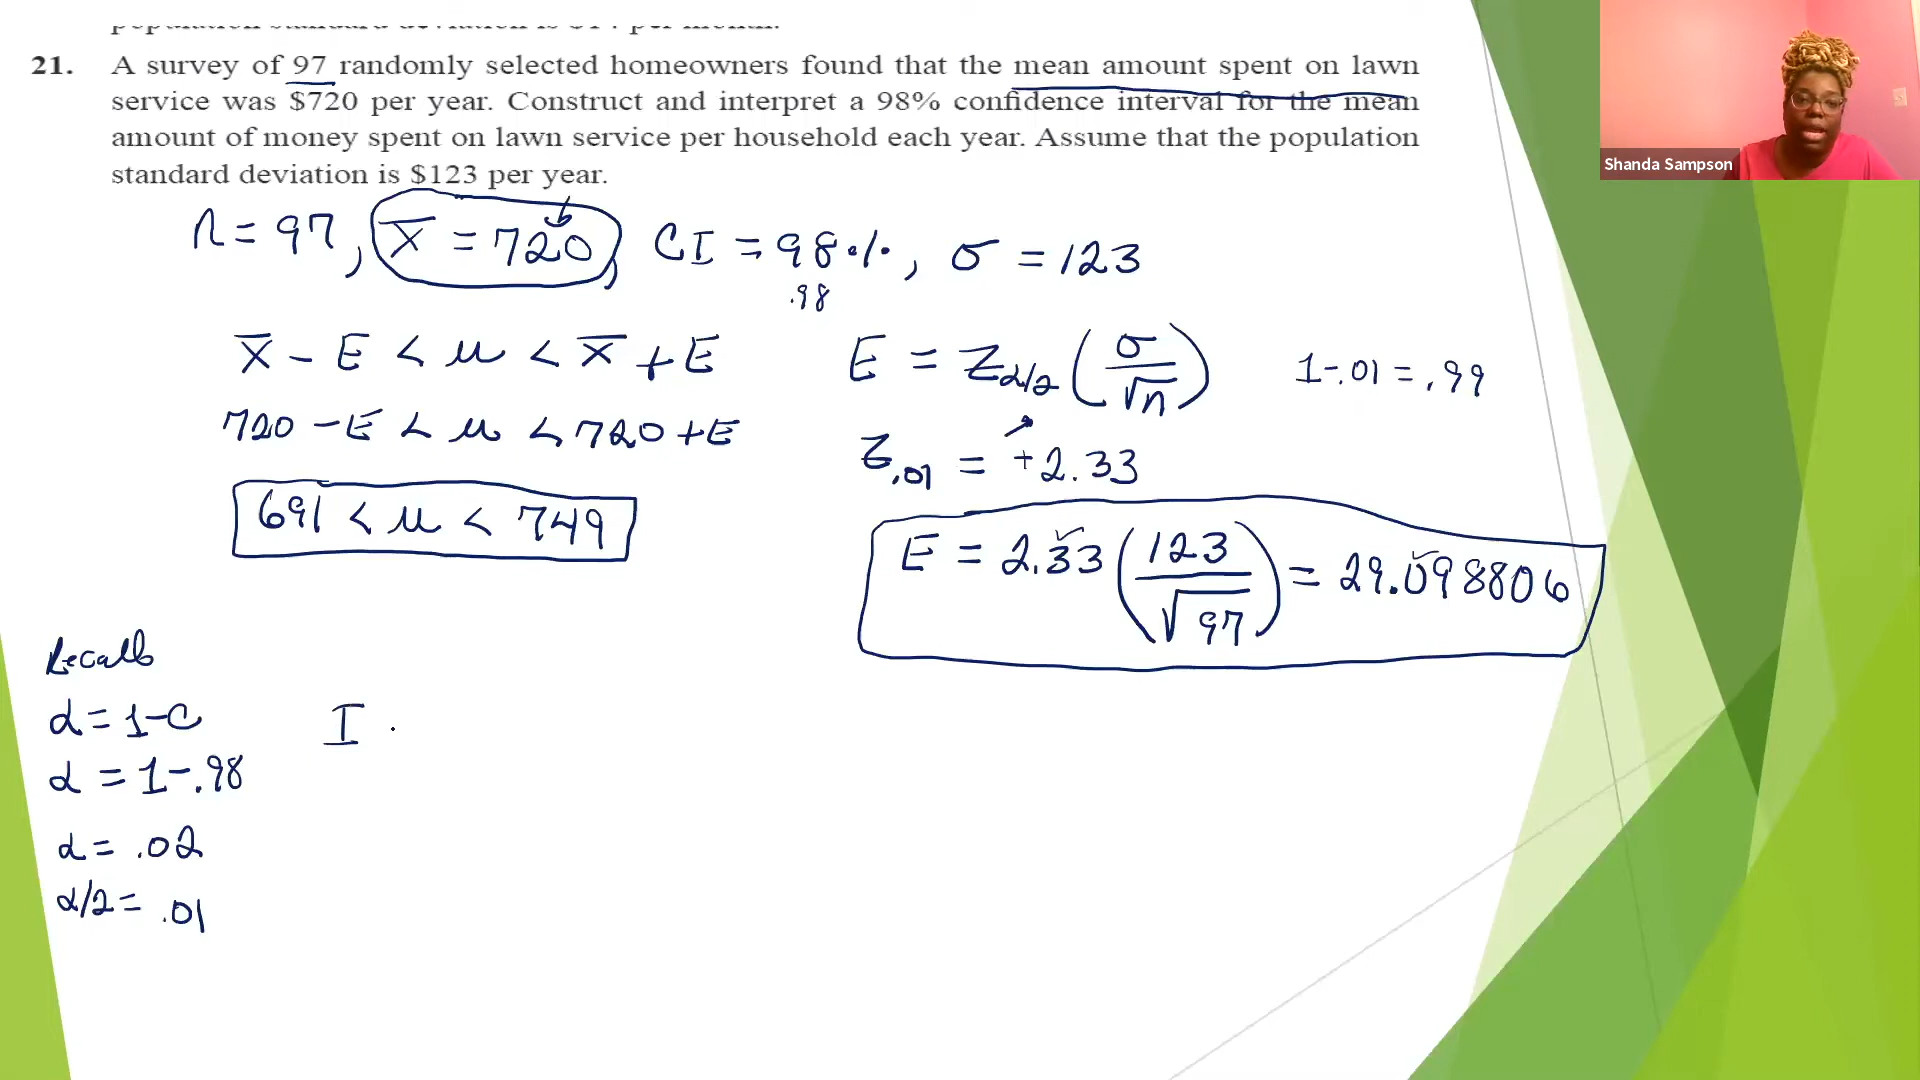 21. A survey of 97 randomly selected homeowners found that the mean amount spent on lawn
service was $720 per year. Construct and interpret a 98% confidence interval for the mean
amount of money spent on lawn service per household each year. Assume that the population
standard deviation is $123 per year.
n = 97, x̄ = 720, CI = 98%, σ = 123
.98
x̄ - E < μ < x̄ + E
720 - E < μ < 720 + E
691 < μ < 749
E = Z α/2 (σ/√n)
1-.01 = .99
Z.01 = +2.33
E = 2.33 (123/√97) = 29.098806
Recall
α = 1-C
α = 1-.98
α = .02
α/2 = .01
I
Shanda Sampson